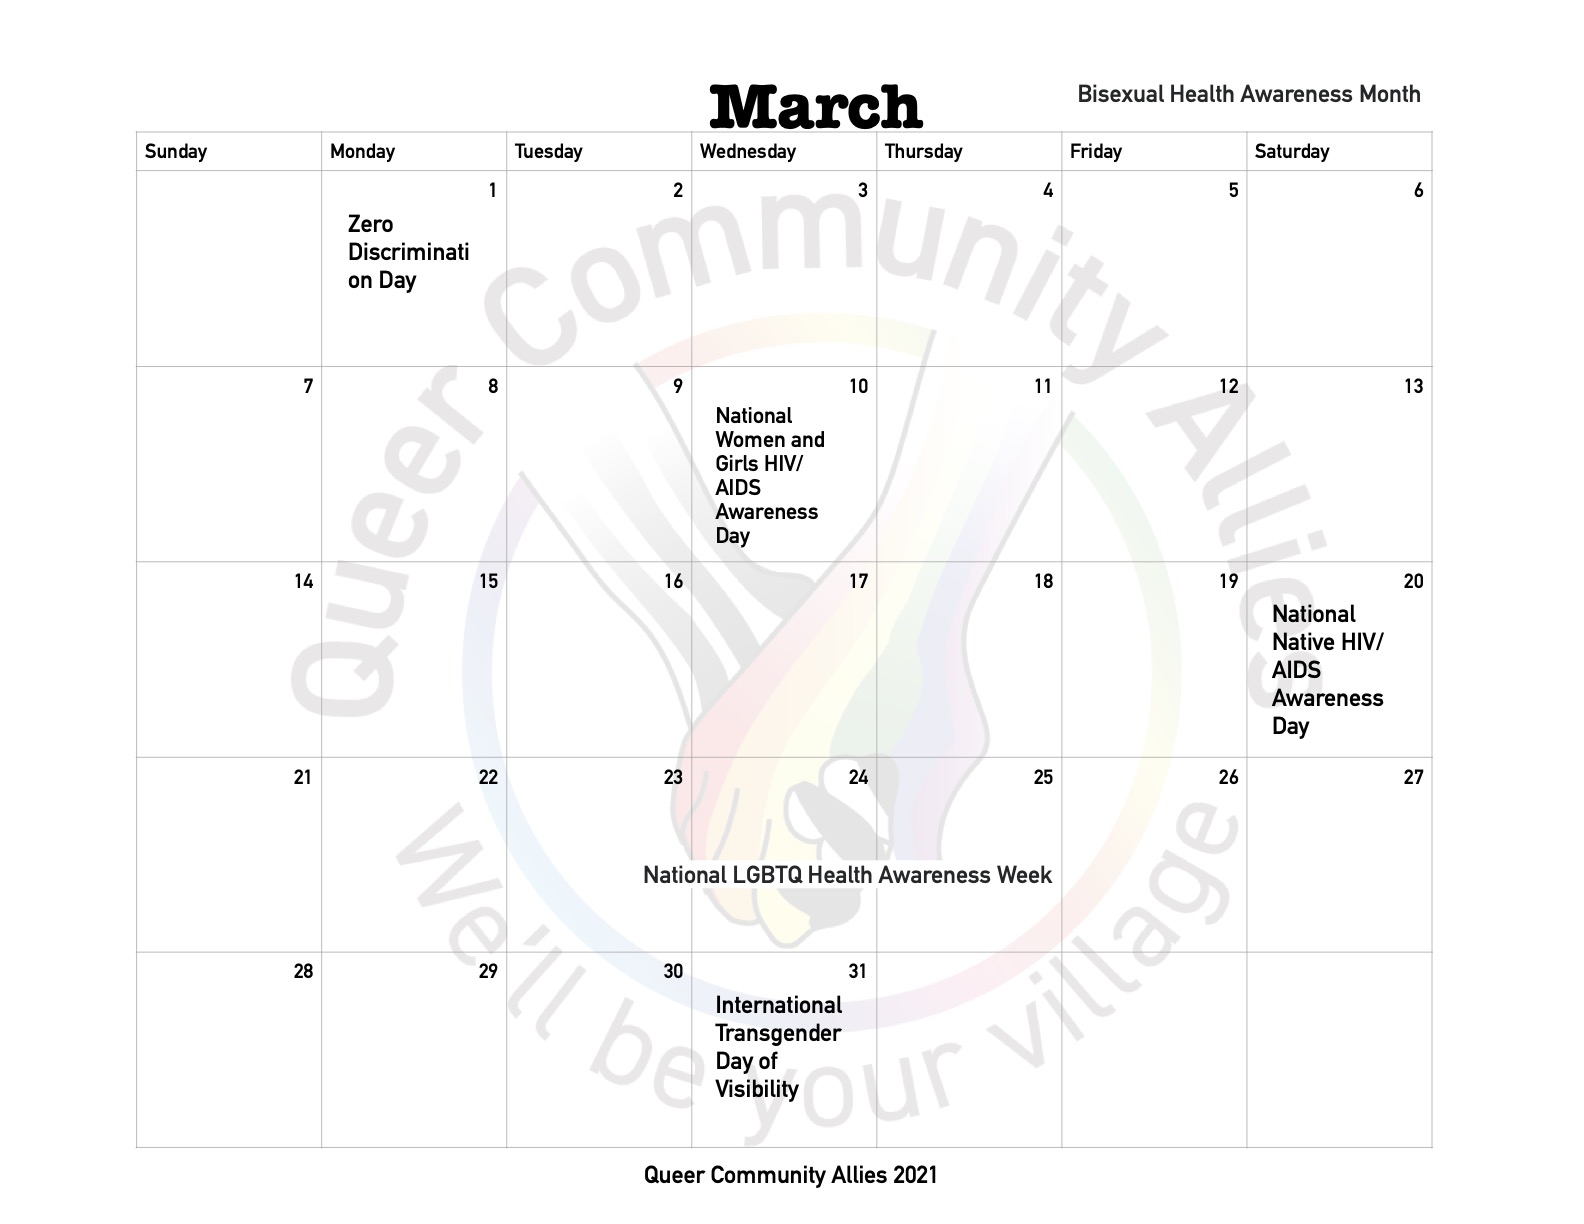 March
Bisexual Health Awareness Month
Sunday Monday Tuesday Wednesday Thursday Friday Saturday
1 2 3 4 5 6
Zero
Discriminati
on Day
7 8 9 10 11 12 13
National
Women and
Girls HIV/
AIDS
Awareness
Day
14 15 16 17 18 19 20
National
Native HIV/
AIDS
Awareness
Day
21 22 23 24 25 26 27
National LGBTQ Health Awareness Week
28 29 30 31
International
Transgender
Day of
Visibility
Queer Community Allies
We'll be your village
Queer Community Allies 2021